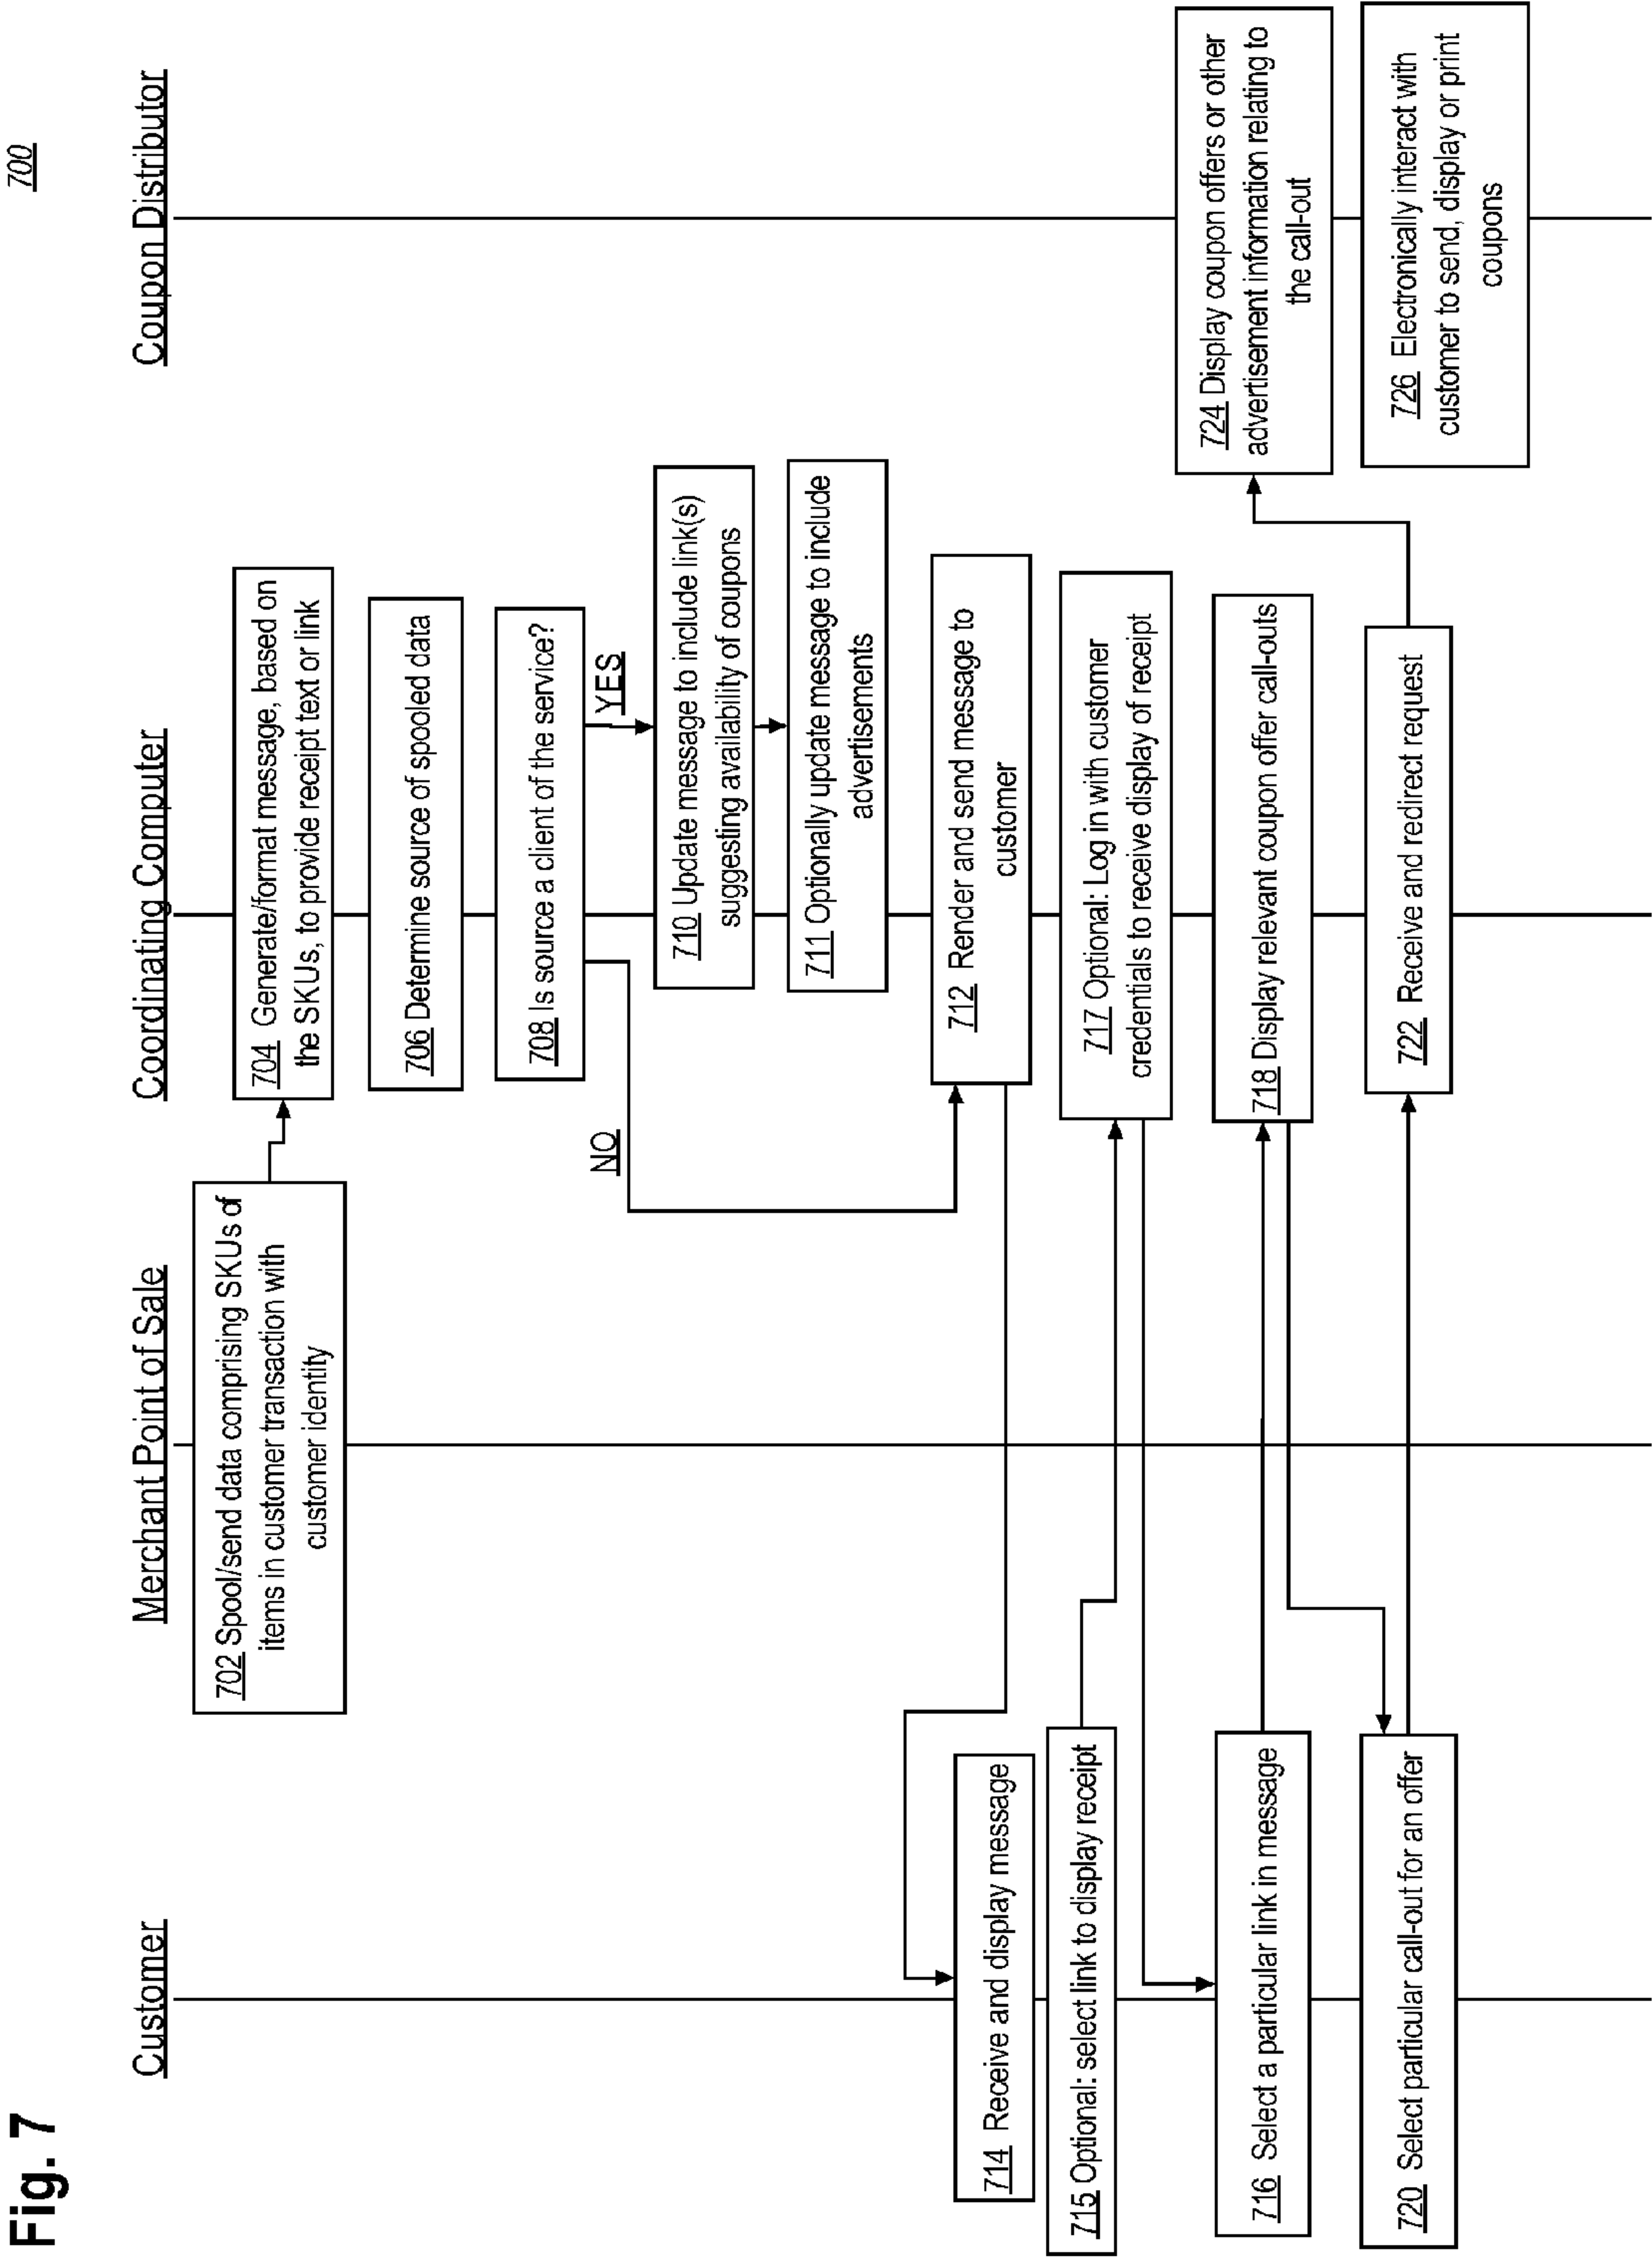 Fig. 7
700
Customer
Merchant Point of Sale
Coordinating Computer
Coupon Distributor
702 Spool/send data comprising SKUs of
items in customer transaction with
customer identity
704 Generate/format message, based on
the SKUs, to provide receipt text or link
706 Determine source of spooled data
708 Is source a client of the service?
YES
NO
710 Update message to include link(s)
suggesting availability of coupons
711 Optionally update message to include
advertisements
712 Render and send message to
customer
714 Receive and display message
715 Optional: select link to display receipt
717 Optional: Log in with customer
credentials to receive display of receipt
716 Select a particular link in message
718 Display relevant coupon offer call-outs
720 Select particular call-out for an offer
722 Receive and redirect request
724 Display coupon offers or other
advertisement information relating to
the call-out
726 Electronically interact with
customer to send, display or print
coupons